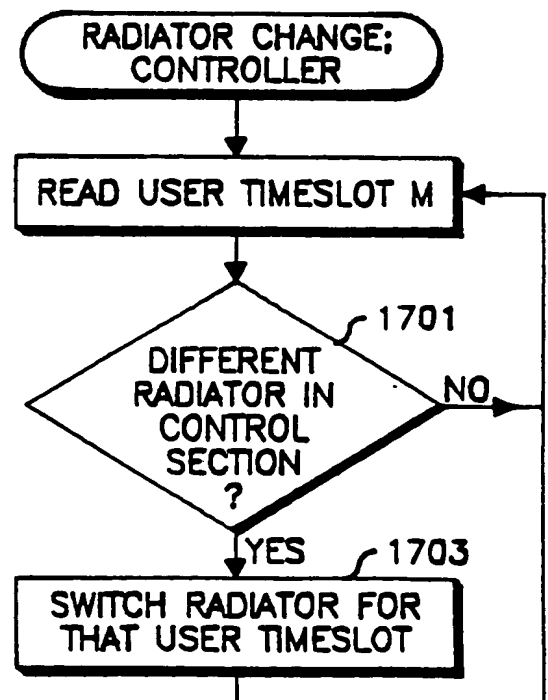 RADIATOR CHANGE;
CONTROLLER
READ USER TIMESLOT M
1701
DIFFERENT
RADIATOR IN
CONTROL
SECTION
?
NO
YES
1703
SWITCH RADIATOR FOR
THAT USER TIMESLOT